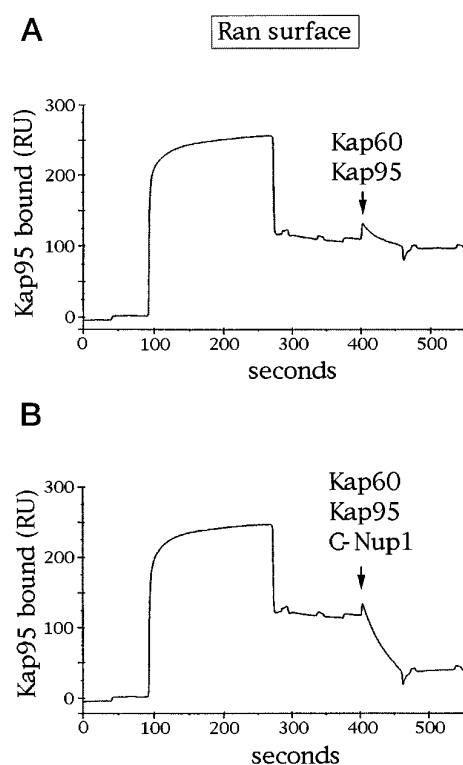 A
Ran surface
Kap95 bound (RU)
300
200
100
0
Kap60
Kap95
0 100 200 300 400 500
seconds
B
Kap95 bound (RU)
300
200
100
0
Kap60
Kap95
C-Nup1
0 100 200 300 400 500
seconds